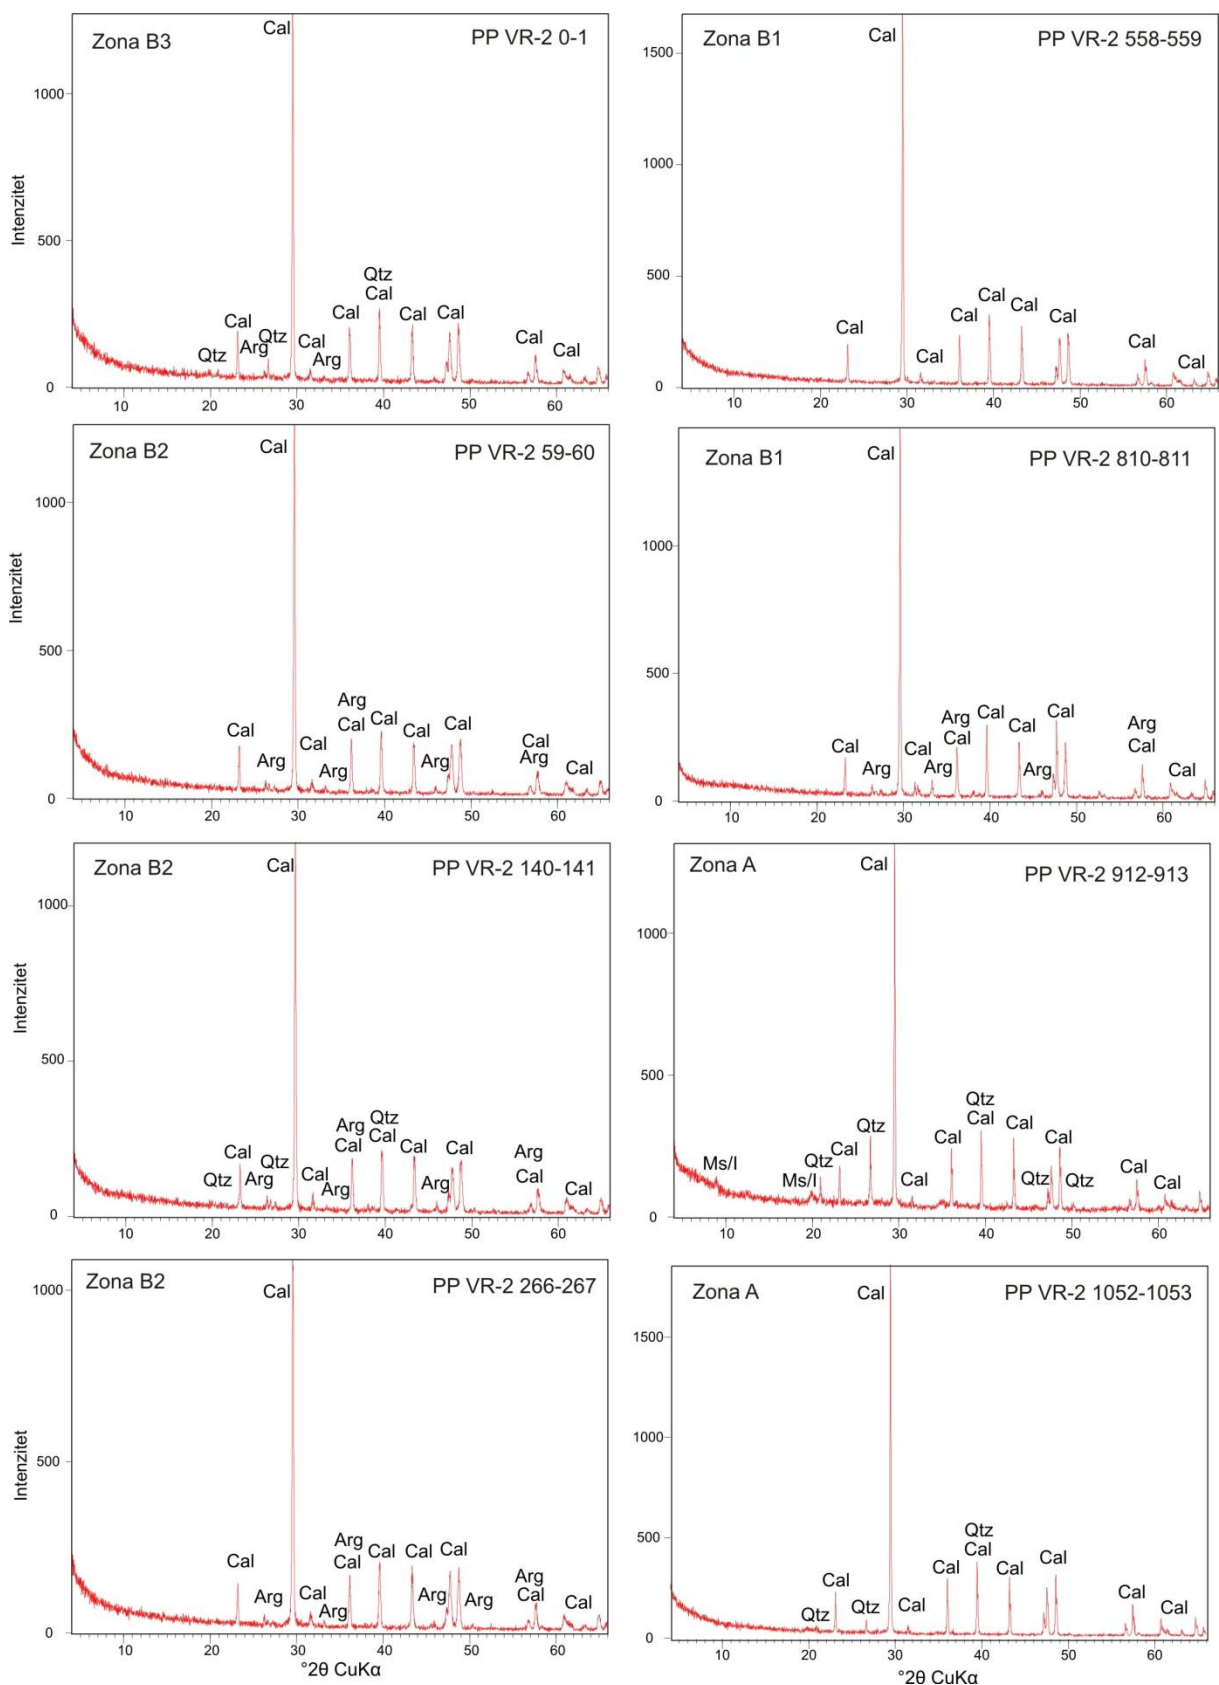 Zona B3
Cal
PP VR-2 0-1
1000
Intenzitet
500
Qtz
Cal
Cal
Cal
Cal
Cal
Qtz
Arg
Qtz
Cal
Arg
Cal
Cal
0
10
20
30
40
50
60
Zona B1
Cal
PP VR-2 558-559
1500
1000
500
Cal
Cal
Cal
Cal
Cal
Cal
Cal
Cal
0
10
20
30
40
50
60
Zona B2
Cal
PP VR-2 59-60
1000
Intenzitet
500
Arg
Cal
Cal
Cal
Cal
Cal
Arg
Cal
Arg
Arg
Cal
Arg
Cal
0
10
20
30
40
50
60
Zona B1
Cal
PP VR-2 810-811
1000
500
Arg
Cal
Cal
Cal
Cal
Cal
Arg
Cal
Arg
Arg
Arg
Cal
Cal
0
10
20
30
40
50
60
Zona B2
Cal
PP VR-2 140-141
1000
Intenzitet
500
Qtz
Arg
Cal
Cal
Cal
Cal
Cal
Qtz
Arg
Qtz
Cal
Arg
Arg
Arg
Cal
Cal
0
10
20
30
40
50
60
Zona A
Cal
PP VR-2 912-913
1000
500
Qtz
Cal
Qtz
Cal
Cal
Cal
Cal
Ms/I
Qtz
Ms/I
Cal
Qtz
Qtz
Cal
Cal
0
10
20
30
40
50
60
Zona B2
Cal
PP VR-2 266-267
1000
Intenzitet
500
Arg
Cal
Cal
Cal
Cal
Cal
Arg
Cal
Arg
Arg
Arg
Arg
Cal
Cal
0
10
20
30
40
50
60
°2θ CuKα
Zona A
Cal
PP VR-2 1052-1053
1500
1000
500
Qtz
Cal
Cal
Cal
Cal
Cal
Qtz
Qtz
Cal
Cal
Cal
0
10
20
30
40
50
60
°2θ CuKα